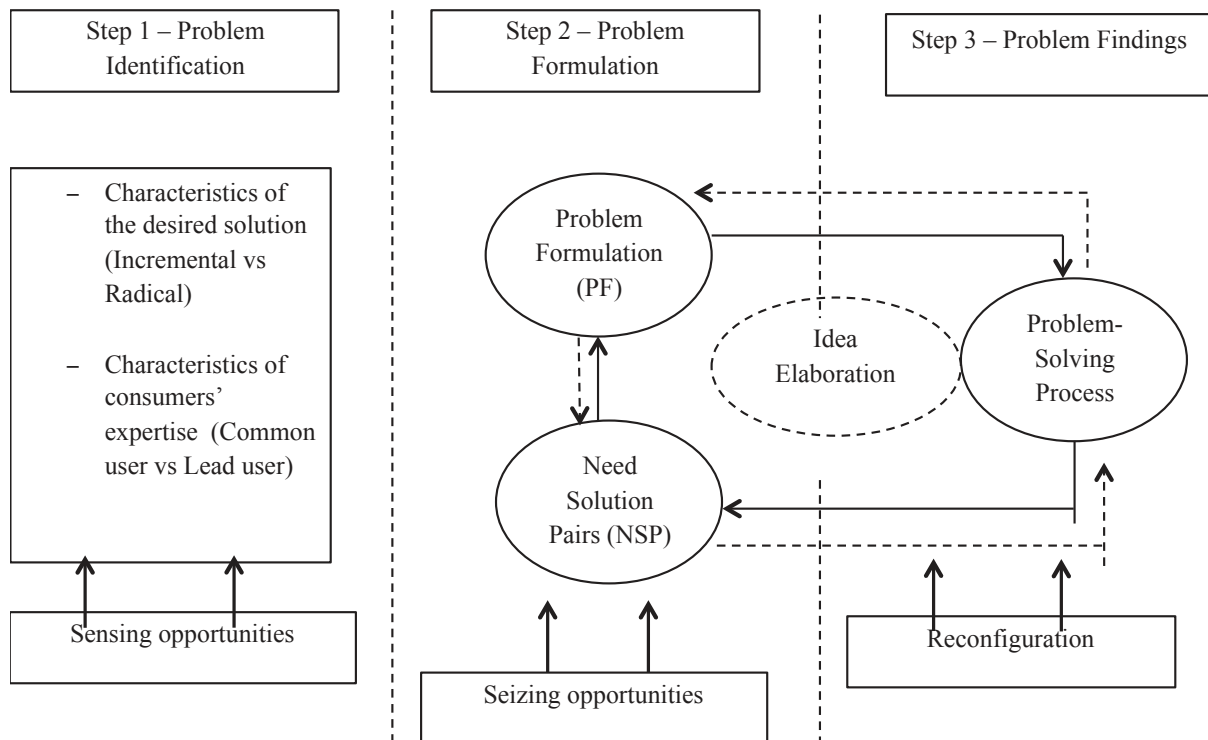 Step 1 – Problem
Identification
Step 2 – Problem
Formulation
Step 3 – Problem Findings
– Characteristics of
the desired solution
(Incremental vs
Radical)
– Characteristics of
consumers’
expertise (Common
user vs Lead user)
Sensing opportunities
Problem
Formulation
(PF)
Need
Solution
Pairs (NSP)
Seizing opportunities
Idea
Elaboration
Problem-
Solving
Process
Reconfiguration